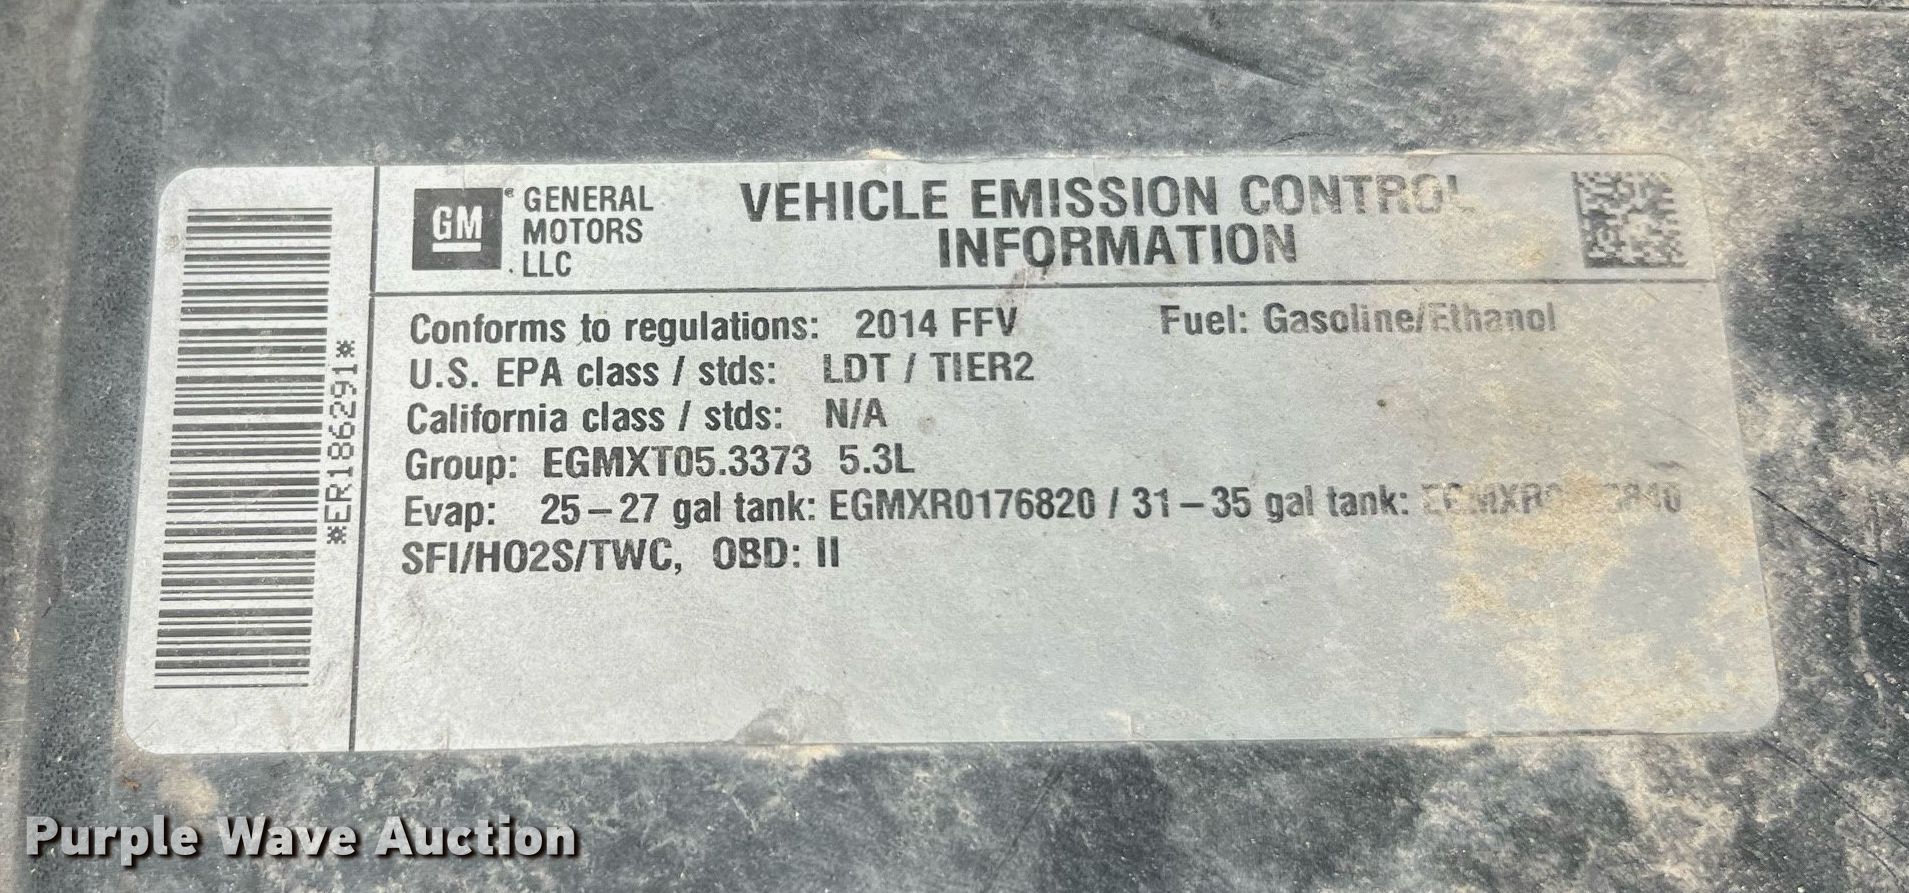 *ER186291*
GM
® GENERAL
MOTORS
LLC
VEHICLE EMISSION CONTROL
INFORMATION
Conforms to regulations: 2014 FFV Fuel: Gasoline/Ethanol
U.S. EPA class / stds: LDT / TIER2
California class / stds: N/A
Group: EGMXT05.3373 5.3L
Evap: 25–27 gal tank: EGMXR0176820 / 31–35 gal tank:
SFI/HO2S/TWC, OBD: II
Purple Wave Auction